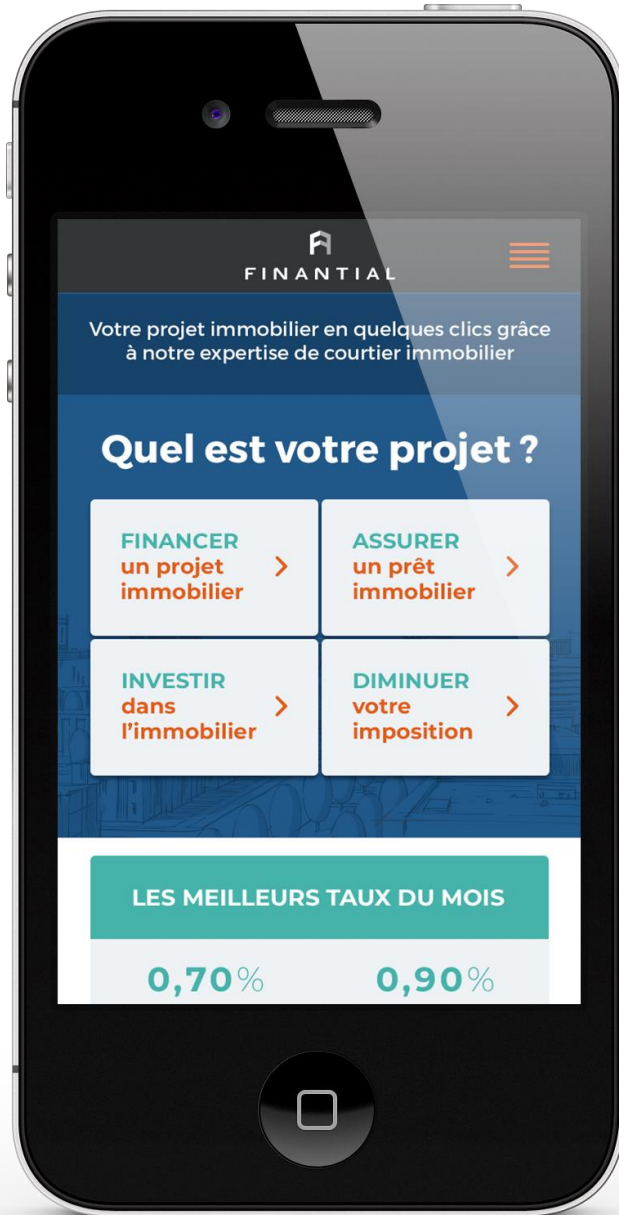 FINANTIAL
Votre projet immobilier en quelques clics grâce
à notre expertise de courtier immobilier
Quel est votre projet ?
FINANCER
un projet
immobilier
ASSURER
un prêt
immobilier
INVESTIR
dans
l’immobilier
DIMINUER
votre
imposition
LES MEILLEURS TAUX DU MOIS
0,70%
0,90%